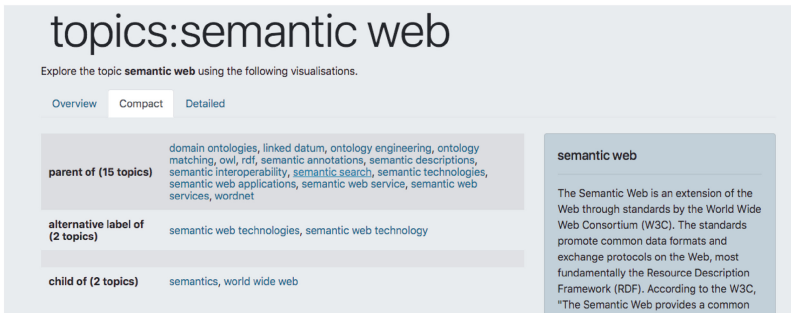 topics:semantic web
Explore the topic semantic web using the following visualisations.
Overview Compact Detailed
parent of (15 topics)
domain ontologies, linked datum, ontology engineering, ontology
matching, owl, rdf, semantic annotations, semantic descriptions,
semantic interoperability, semantic search, semantic technologies,
semantic web applications, semantic web service, semantic web
services, wordnet
alternative label of
(2 topics)
semantic web technologies, semantic web technology
child of (2 topics)
semantics, world wide web
semantic web
The Semantic Web is an extension of the
Web through standards by the World Wide
Web Consortium (W3C). The standards
promote common data formats and
exchange protocols on the Web, most
fundamentally the Resource Description
Framework (RDF). According to the W3C,
"The Semantic Web provides a common